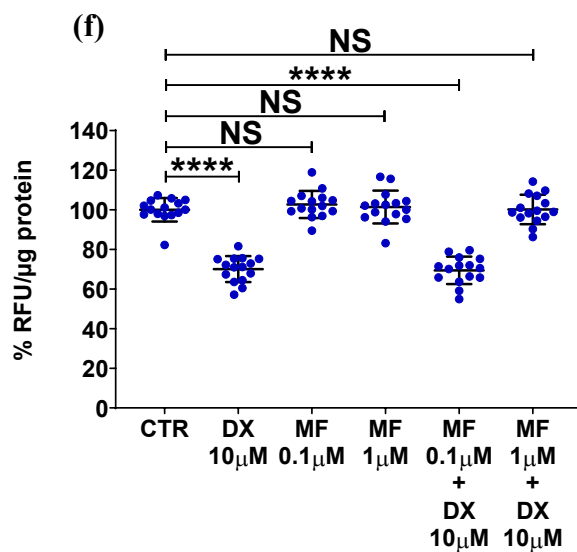 (f)
NS
****
NS
NS
****
% RFU/µg protein
140
120
100
80
60
40
20
0
CTR
DX
10µM
MF
0.1µM
MF
1µM
MF
0.1µM
+
DX
10µM
MF
1µM
+
DX
10µM